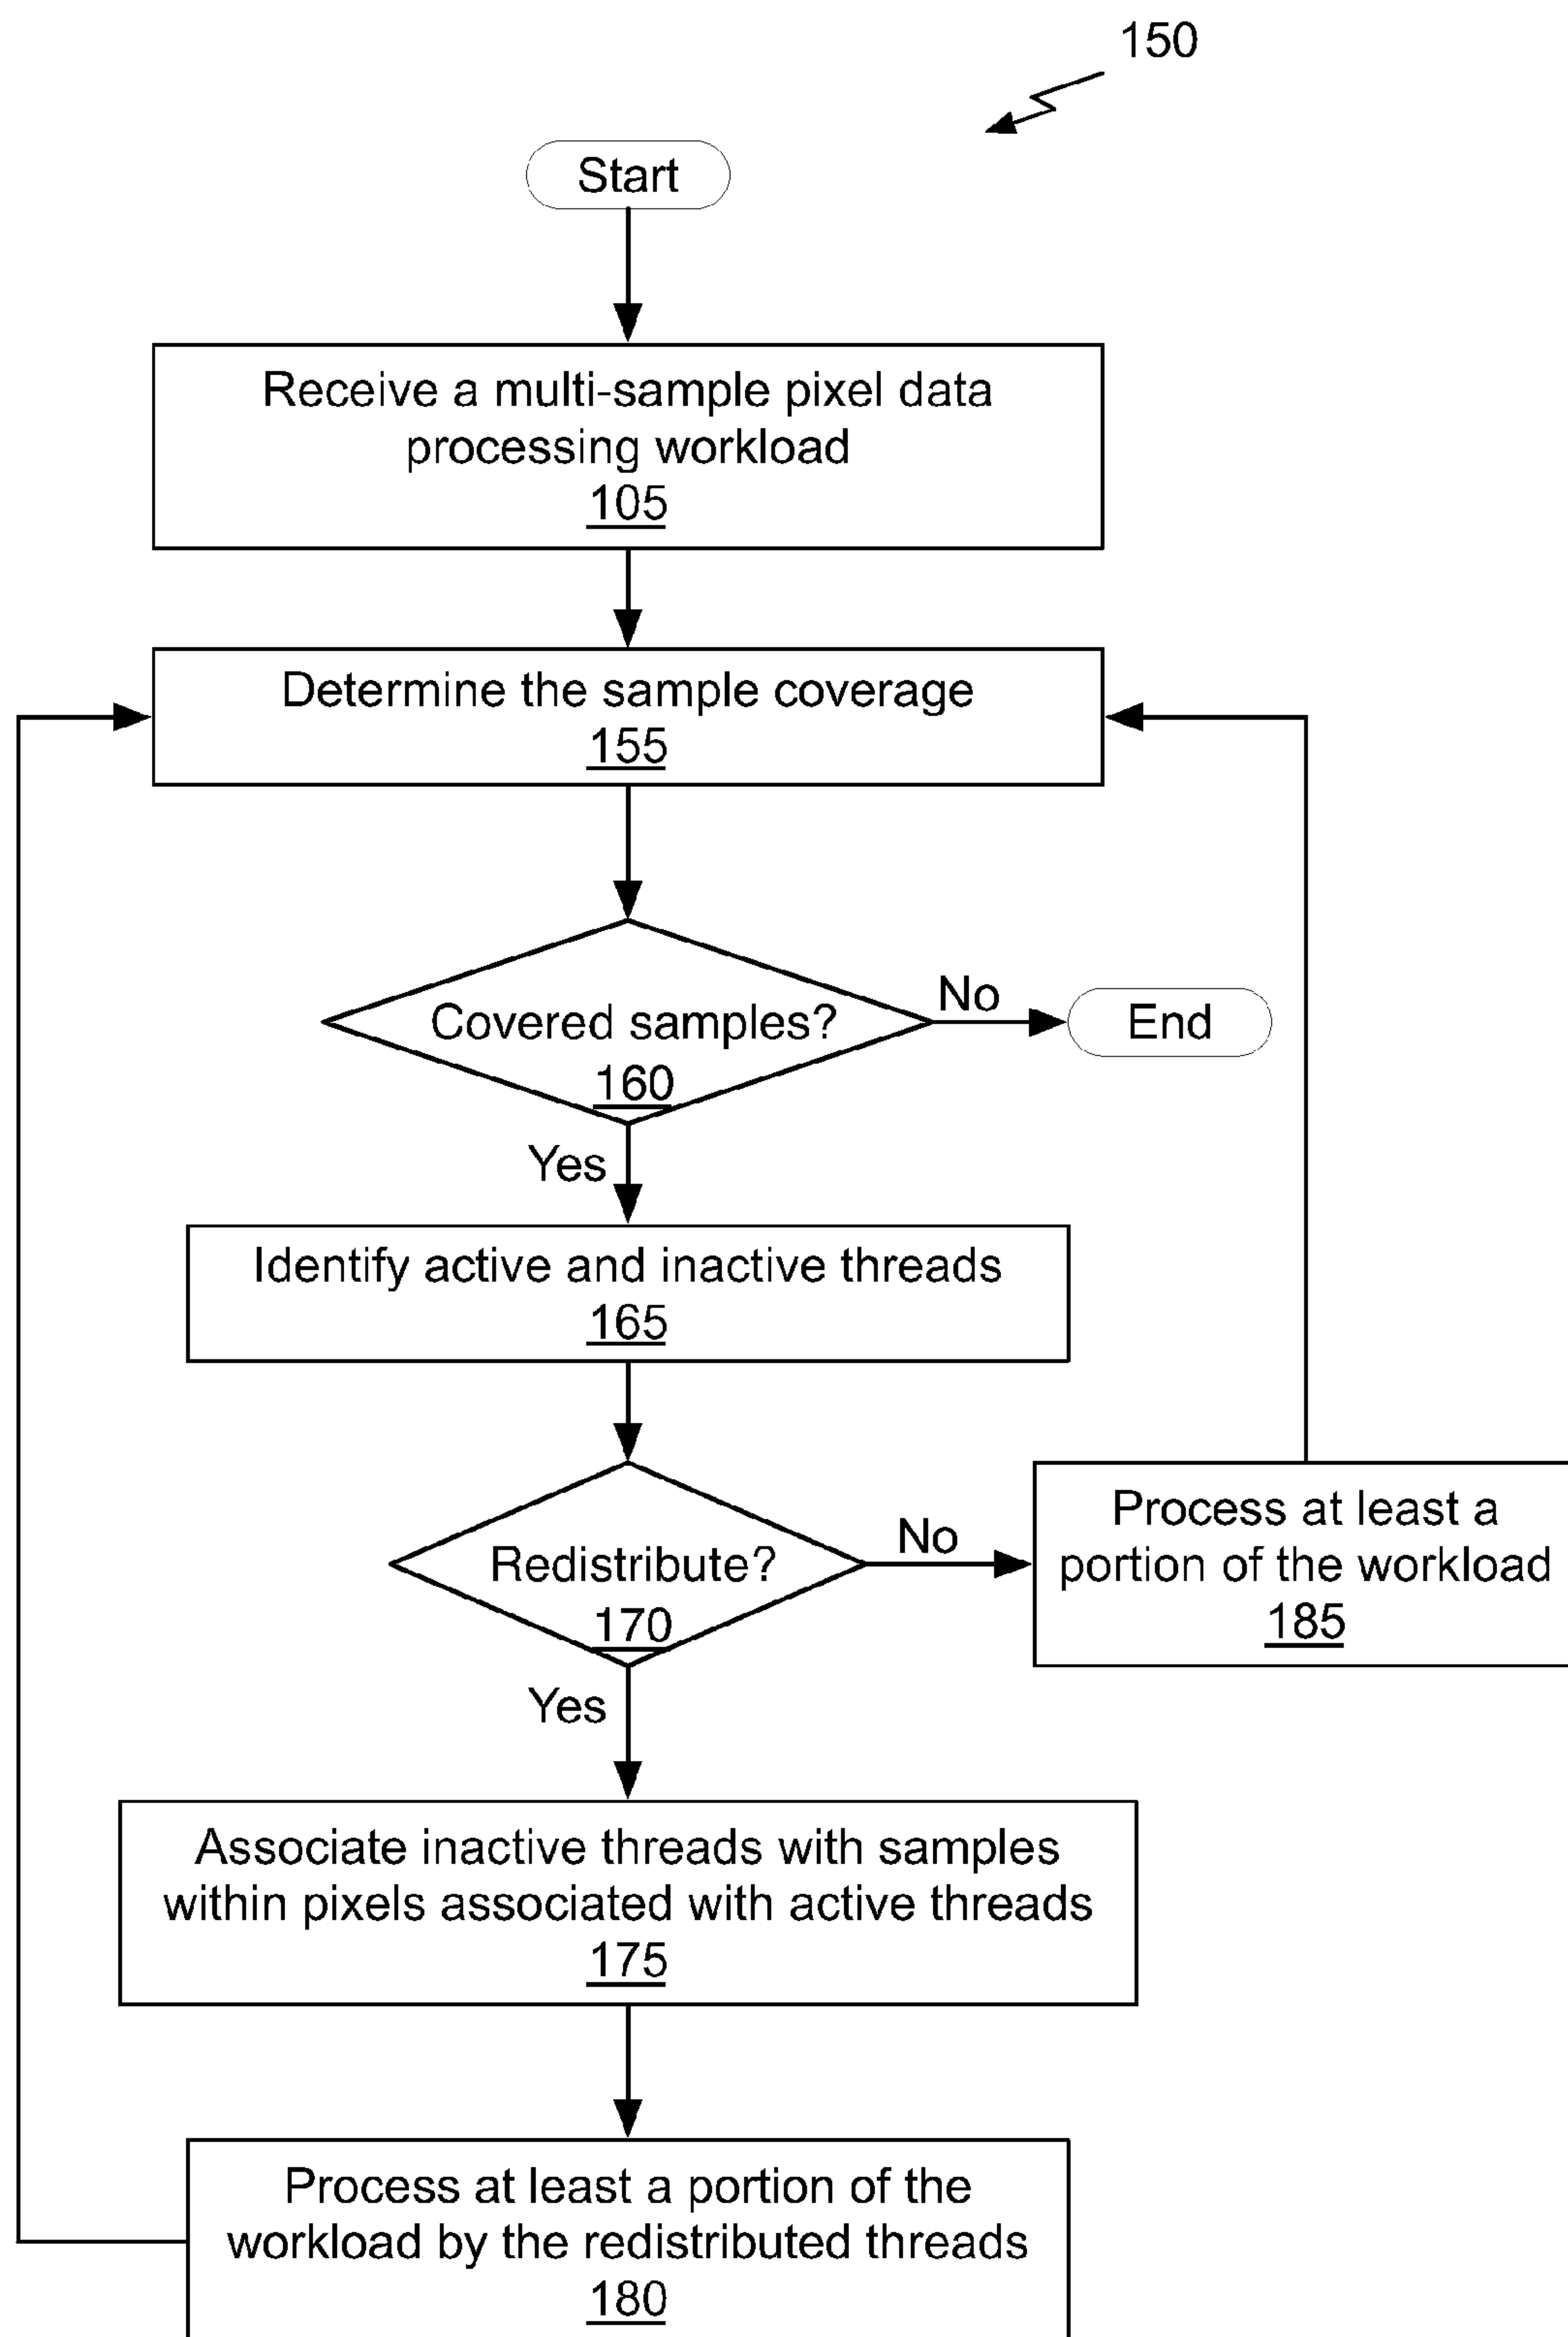 150
Start
Receive a multi-sample pixel data
processing workload
105
Determine the sample coverage
155
Covered samples?
160
No
End
Yes
Identify active and inactive threads
165
Redistribute?
170
No
Process at least a
portion of the workload
185
Yes
Associate inactive threads with samples
within pixels associated with active threads
175
Process at least a portion of the
workload by the redistributed threads
180